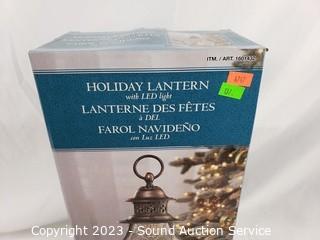 ITM. / ART. 1601432
HOLIDAY LANTERN
with LED light
LANTERNE DES FÊTES
à DEL
FAROL NAVIDEÑO
con Luz LED
Copyright 2023 - Sound Auction Service